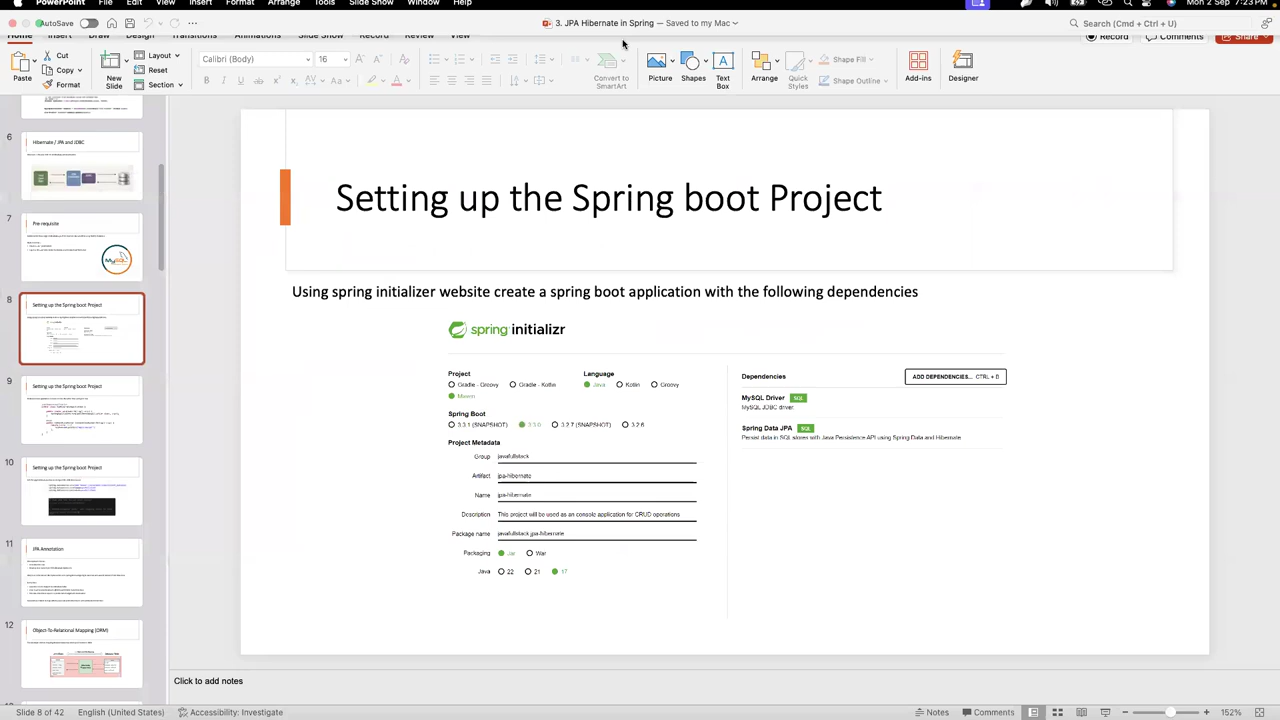 PowerPoint File Edit View Insert Format Arrange Tools Slide Show Window Help Mon 2 Sep 7:23 PM
AutoSave 3. JPA Hibernate in Spring — Saved to my Mac Search (Cmd + Ctrl + U)
Home Insert Draw Design Transitions Animations Slide Show Record Review View Record Comments Share
Paste Cut Copy Format
New Slide Layout Reset Section
Calibri (Body) 16
Convert to SmartArt
Picture Shapes Text Box Arrange Quick Styles Shape Fill Shape Outline Add-ins Designer
6 Hibernate / JPA and JDBC
7 Pre-requisite
MySQL
8 Setting up the Spring boot Project
9 Setting up the Spring boot Project
10 Setting up the Spring boot Project
11 JPA Annotation
12 Object-To-Relational Mapping (ORM)
Setting up the Spring boot Project
Using spring initializer website create a spring boot application with the following dependencies
spring initializr
Project Language
Gradle - Groovy Gradle - Kotlin Java Kotlin Groovy
Maven
Spring Boot
3.3.1 (SNAPSHOT) 3.3.0 3.2.7 (SNAPSHOT) 3.2.6
Project Metadata
Group javafullstack
Artifact jpa-hibernate
Name jpa-hibernate
Description This project will be used as an console application for CRUD operations
Package name javafullstack.jpa-hibernate
Packaging Jar War
Java 22 21 17
Dependencies ADD DEPENDENCIES... CTRL + B
MySQL Driver SQL
MySQL JDBC driver
Spring Data JPA SQL
Persist data in SQL stores with Java Persistence API using Spring Data and Hibernate
Click to add notes
Slide 8 of 42 English (United States) Accessibility: Investigate Notes Comments 152%